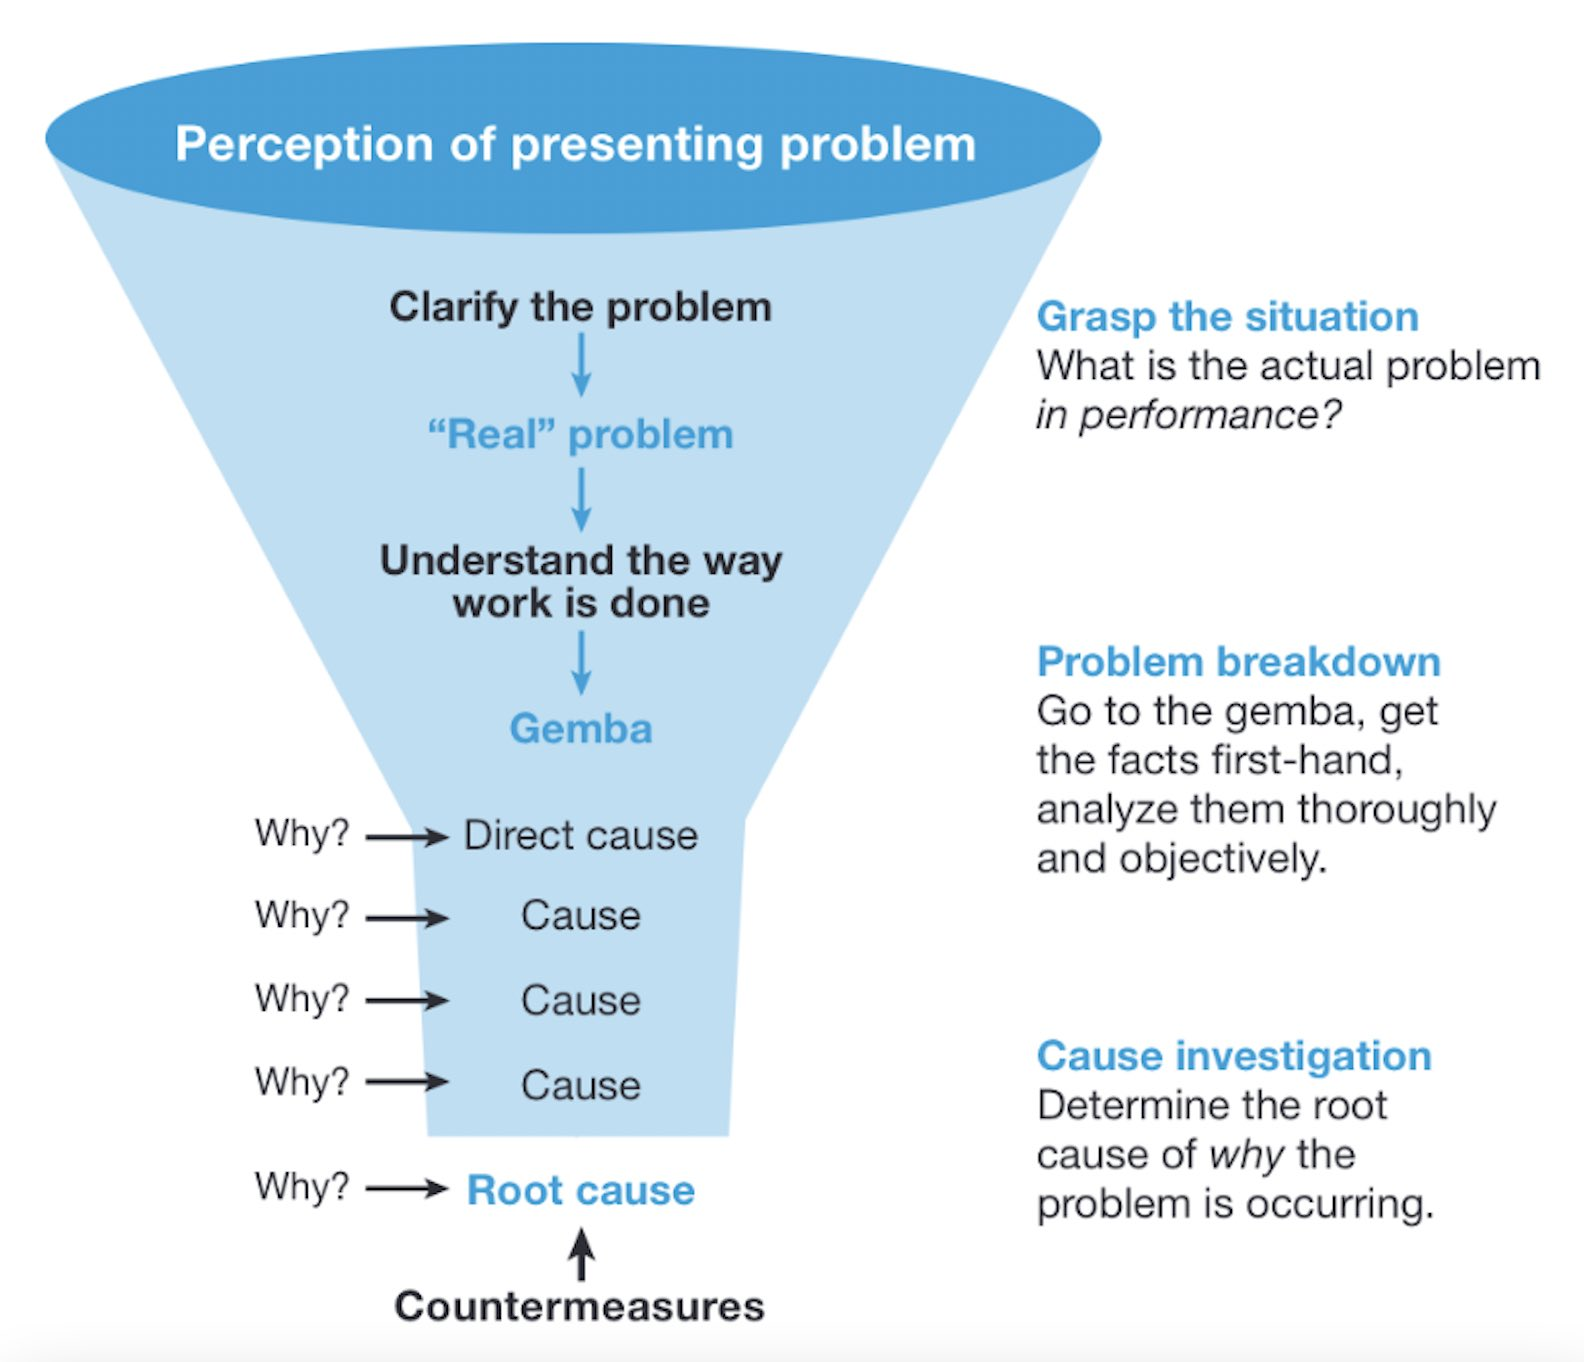 Perception of presenting problem
Clarify the problem
“Real” problem
Understand the way
work is done
Gemba
Why?
Direct cause
Why?
Cause
Why?
Cause
Why?
Cause
Why?
Root cause
Countermeasures
Grasp the situation
What is the actual problem
in performance?
Problem breakdown
Go to the gemba, get
the facts first-hand,
analyze them thoroughly
and objectively.
Cause investigation
Determine the root
cause of why the
problem is occurring.